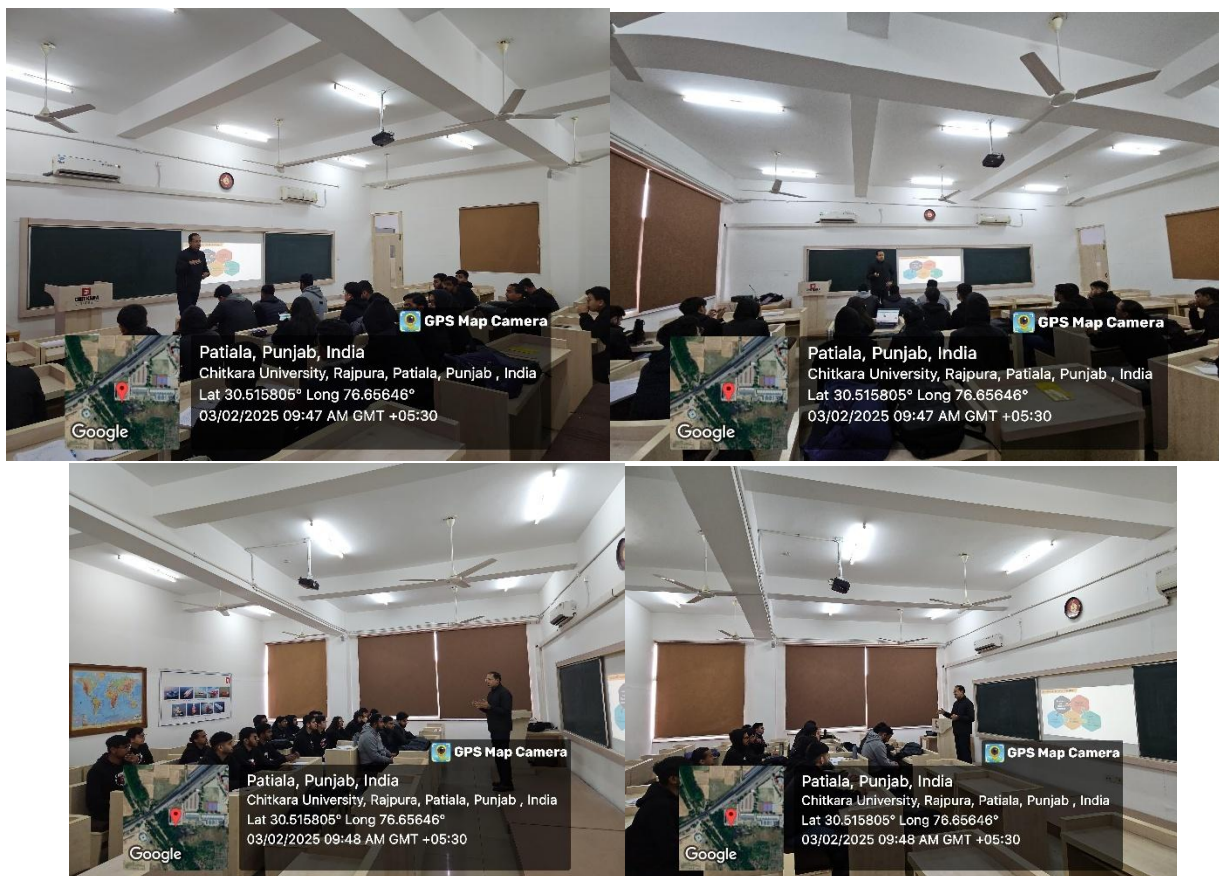 CHITKARA
GPS Map Camera
Patiala, Punjab, India
Chitkara University, Rajpura, Patiala, Punjab , India
Lat 30.515805° Long 76.65646°
03/02/2025 09:47 AM GMT +05:30
Google
GPS Map Camera
Patiala, Punjab, India
Chitkara University, Rajpura, Patiala, Punjab , India
Lat 30.515805° Long 76.65646°
03/02/2025 09:47 AM GMT +05:30
Google
GPS Map Camera
Patiala, Punjab, India
Chitkara University, Rajpura, Patiala, Punjab , India
Lat 30.515805° Long 76.65646°
03/02/2025 09:48 AM GMT +05:30
Google
GPS Map Camera
Patiala, Punjab, India
Chitkara University, Rajpura, Patiala, Punjab , India
Lat 30.515805° Long 76.65646°
03/02/2025 09:48 AM GMT +05:30
Google